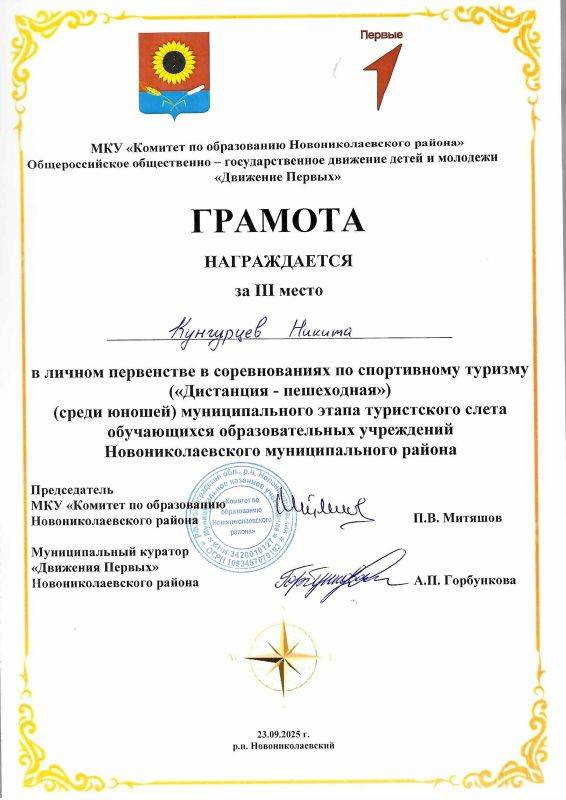 Первые
МКУ «Комитет по образованию Новониколаевского района»
Общероссийское общественно – государственное движение детей и молодежи
«Движение Первых»
ГРАМОТА
НАГРАЖДАЕТСЯ
за III место
Кунгурцев Никита
в личном первенстве в соревнованиях по спортивному туризму
(«Дистанция - пешеходная»)
(среди юношей) муниципального этапа туристского слета
обучающихся образовательных учреждений
Новониколаевского муниципального района
Председатель
МКУ «Комитет по образованию
Новониколаевского района
П.В. Митяшов
Комитет по
образованию
Новониколаевского
района»
Муниципальный куратор
«Движения Первых»
Новониколаевского района
А.П. Горбункова
23.09.2025 г.
р.п. Новониколаевский